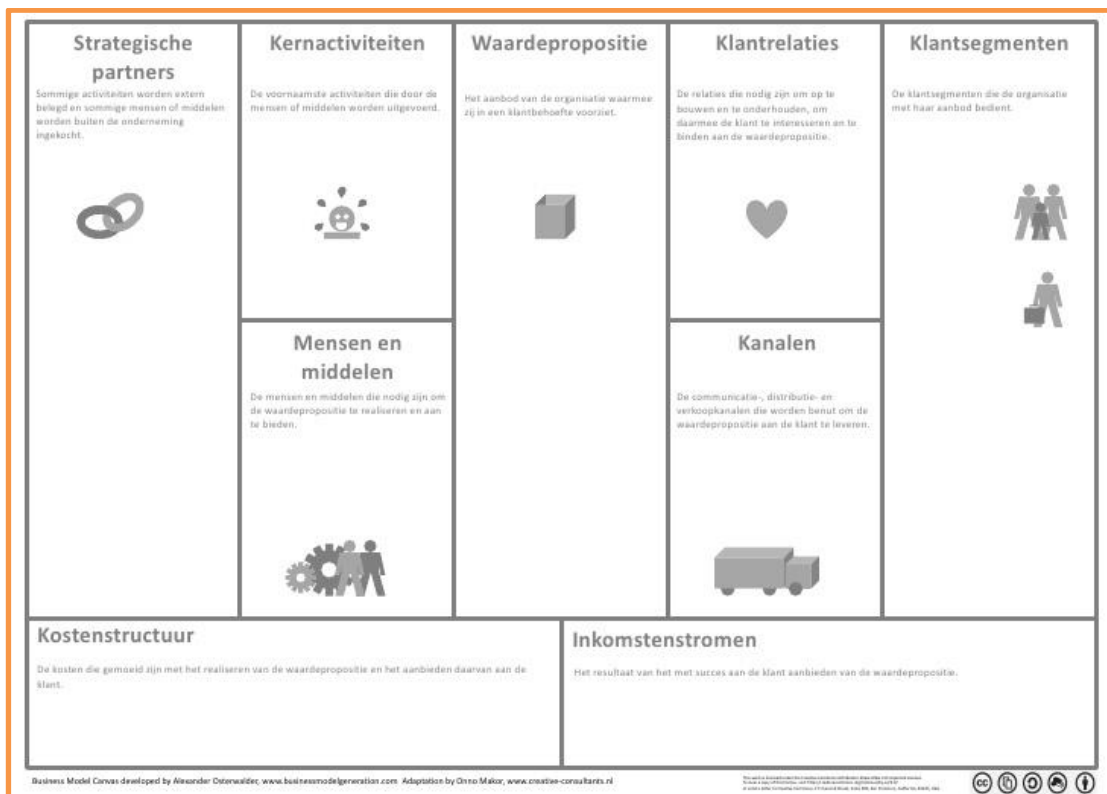 Strategische
partners
Sommige activiteiten worden extern
belegd en sommige mensen of middelen
worden buiten de onderneming
ingekocht.
Kernactiviteiten
De voornaamste activiteiten die door de
mensen of middelen worden uitgevoerd.
Waardepropositie
Het aanbod van de organisatie waarmee
zij in een klantbehoefte voorziet.
Klantrelaties
De relaties die nodig zijn om op te
bouwen en te onderhouden, om
daarmee de klant te interesseren en te
binden aan de waardepropositie.
Klantsegmenten
De klantsegmenten die de organisatie
met haar aanbod bedient.
Mensen en
middelen
De mensen en middelen die nodig zijn om
de waardepropositie te realiseren en aan
te bieden.
Kanalen
De communicatie-, distributie- en
verkoopkanalen die worden benut om de
waardepropositie aan de klant te leveren.
Kostenstructuur
De kosten die gemoeid zijn met het realiseren van de waardepropositie en het aanbieden daarvan aan de
klant.
Inkomstenstromen
Het resultaat van het met succes aan de klant aanbieden van de waardepropositie.
Business Model Canvas developed by Alexander Osterwalder, www.businessmodelgeneration.com Adaptation by Onno Makor, www.creative-consultants.nl
cc